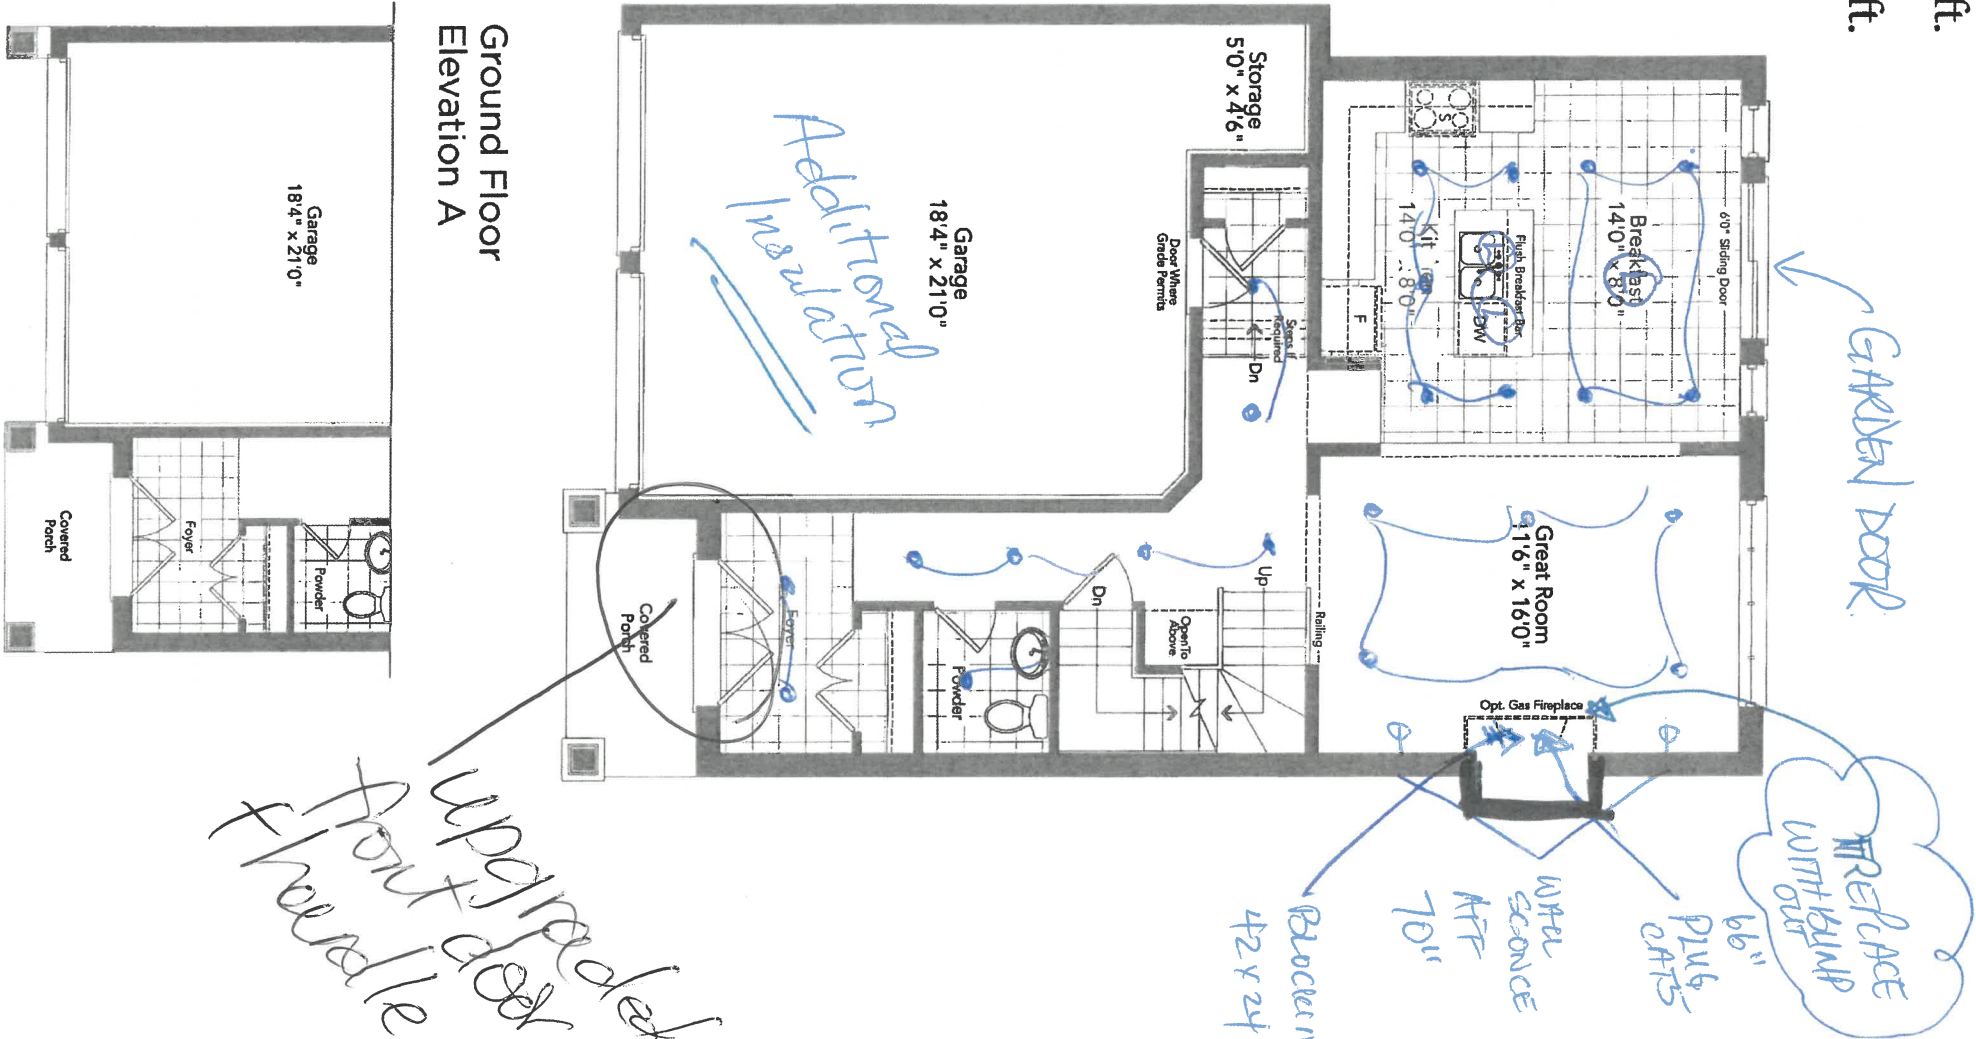 ft.
ft.
GARDEN DOOR.
6'0" Sliding Door
Breakfast
14'0" x 8'0"
L
Flush Breakfast Bar
DW
14'0" x 8'0"
S
F
Storage
5'0" x 4'6"
Garage
18'4" x 21'0"
Additional
Insulation
Door Where
Grade Permits
Steps If
Required
Dn
Great Room
11'6" x 16'0"
Opt. Gas Fireplace
Railing
Up
Dn
Open To
Above
Powder
Foyer
Covered
Porch
FIREPLACE
WITH BUMP
OUT
66"
PLUG
CAT5
WALL
SCONCE
AFF
70"
42 x 24
upgraded
front door
+ handle
Ground Floor
Elevation A
Garage
18'4" x 21'0"
Powder
Foyer
Covered
Porch